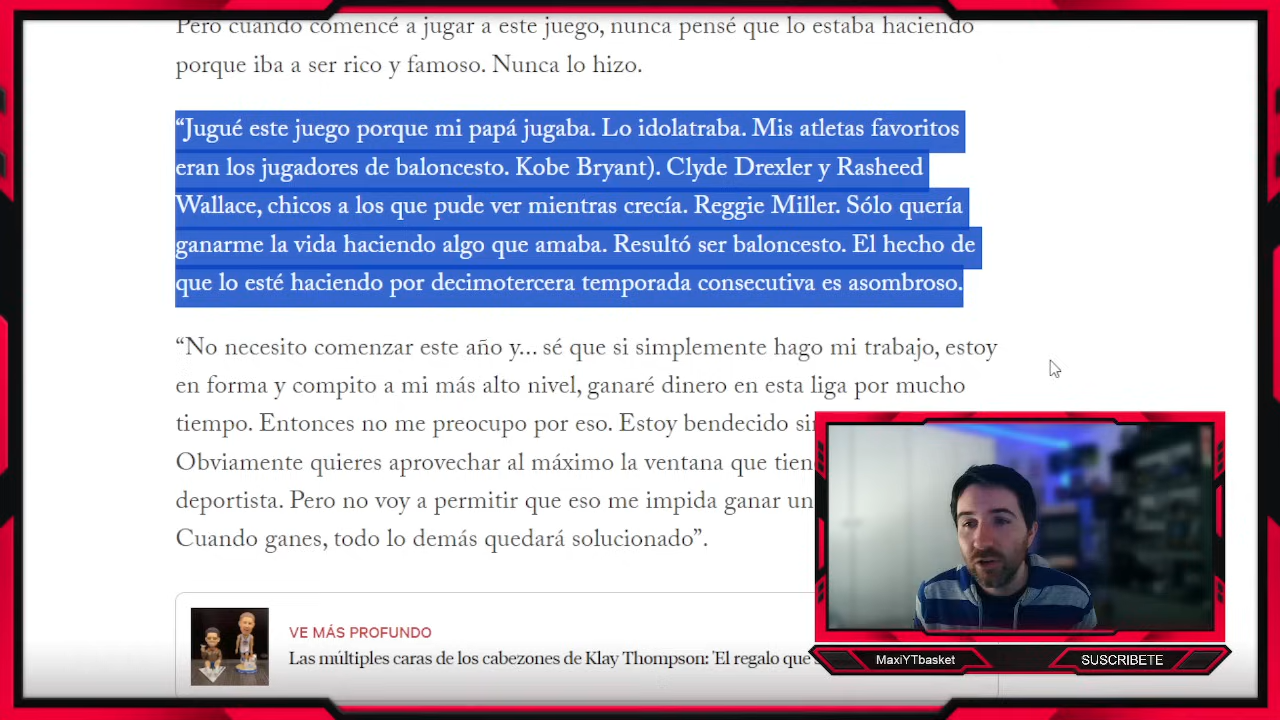 Pero cuando comencé a jugar a este juego, nunca pensé que lo estaba haciendo
porque iba a ser rico y famoso. Nunca lo hizo.
“Jugué este juego porque mi papá jugaba. Lo idolatraba. Mis atletas favoritos
eran los jugadores de baloncesto. Kobe Bryant). Clyde Drexler y Rasheed
Wallace, chicos a los que pude ver mientras crecía. Reggie Miller. Sólo quería
ganarme la vida haciendo algo que amaba. Resultó ser baloncesto. El hecho de
que lo esté haciendo por decimotercera temporada consecutiva es asombroso.
“No necesito comenzar este año y... sé que si simplemente hago mi trabajo, estoy
en forma y compito a mi más alto nivel, ganaré dinero en esta liga por mucho
tiempo. Entonces no me preocupo por eso. Estoy bendecido
Obviamente quieres aprovechar al máximo la ventana que
deportista. Pero no voy a permitir que eso me impida ganar
Cuando ganes, todo lo demás quedará solucionado”.
VE MÁS PROFUNDO
Las múltiples caras de los cabezones de Klay Thompson: 'El regalo que
MaxiYTbasket
SUSCRIBETE